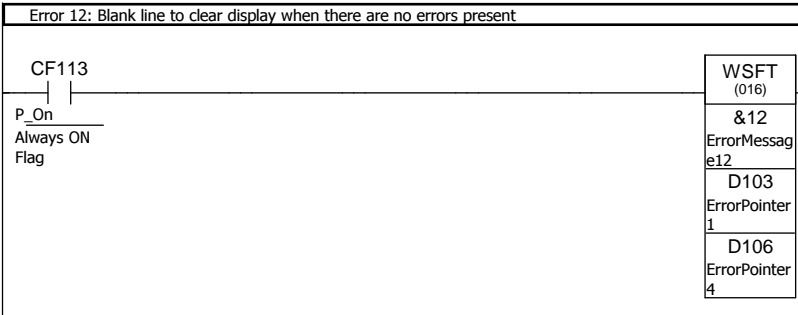 Error 12: Blank line to clear display when there are no errors present
CF113
P_On
Always ON
Flag
WSFT
(016)
&12
ErrorMessag
e12
D103
ErrorPointer
1
D106
ErrorPointer
4